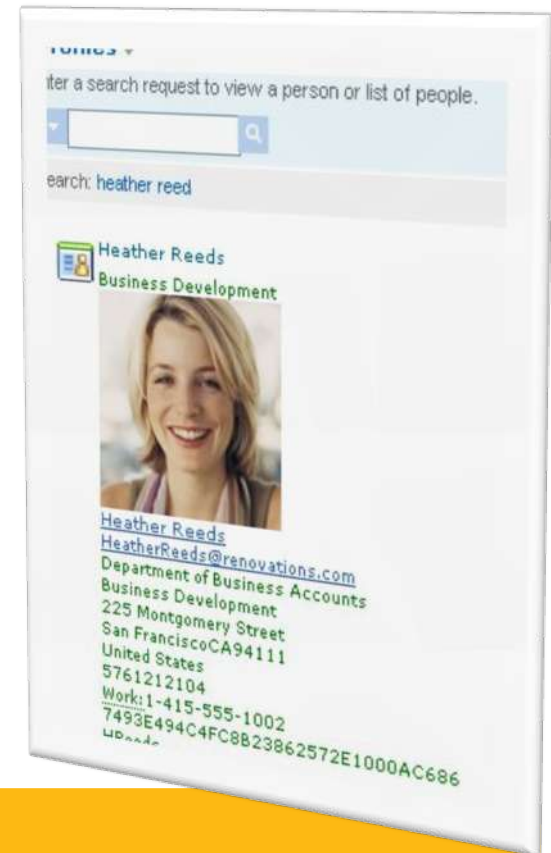 ter a search request to view a person or list of people.
earch: heather reed
Heather Reeds
Business Development
Heather Reeds
HeatherReeds@renovations.com
Department of Business Accounts
Business Development
225 Montgomery Street
San FranciscoCA94111
United States
5761212104
Work:1-415-555-1002
7493E494C4FC8B23862572E1000AC686